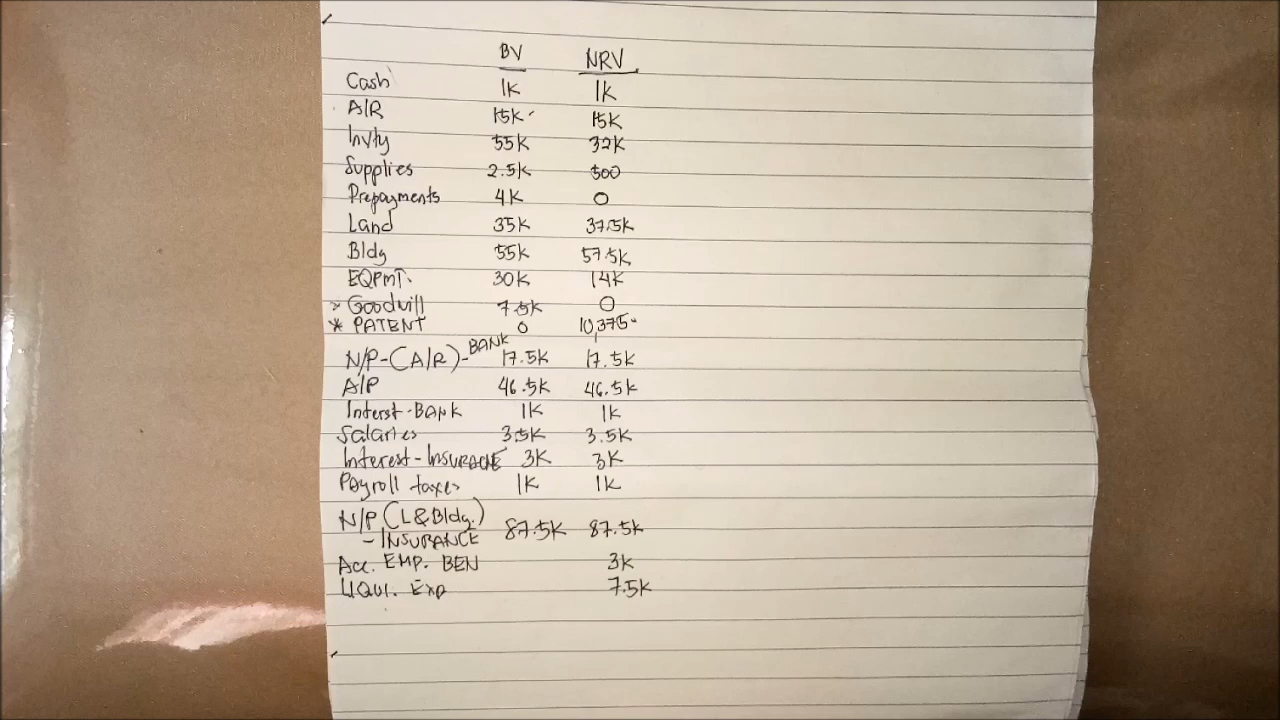 BV NRV
Cash 1K 1K
A/R 15K 15K
Invty 55K 32K
Supplies 2.5K 500
Prepayments 4K 0
Land 35K 37.5K
Bldg 55K 57.5K
EQPMT. 30K 14K
Goodwill 7.5K 0
* PATENT 0 10,375
N/P-(A/R)-BANK 17.5K 17.5K
A/P 46.5K 46.5K
Interst-BANK 1K 1K
Salaries 3.5K 3.5K
Interest-INSURANCE 3K 3K
Payroll taxes 1K 1K
N/P (L&Bldg.)
- INSURANCE 87.5K 87.5K
Acc. EMP. BEN 3K
LIQUI. EXP 7.5K